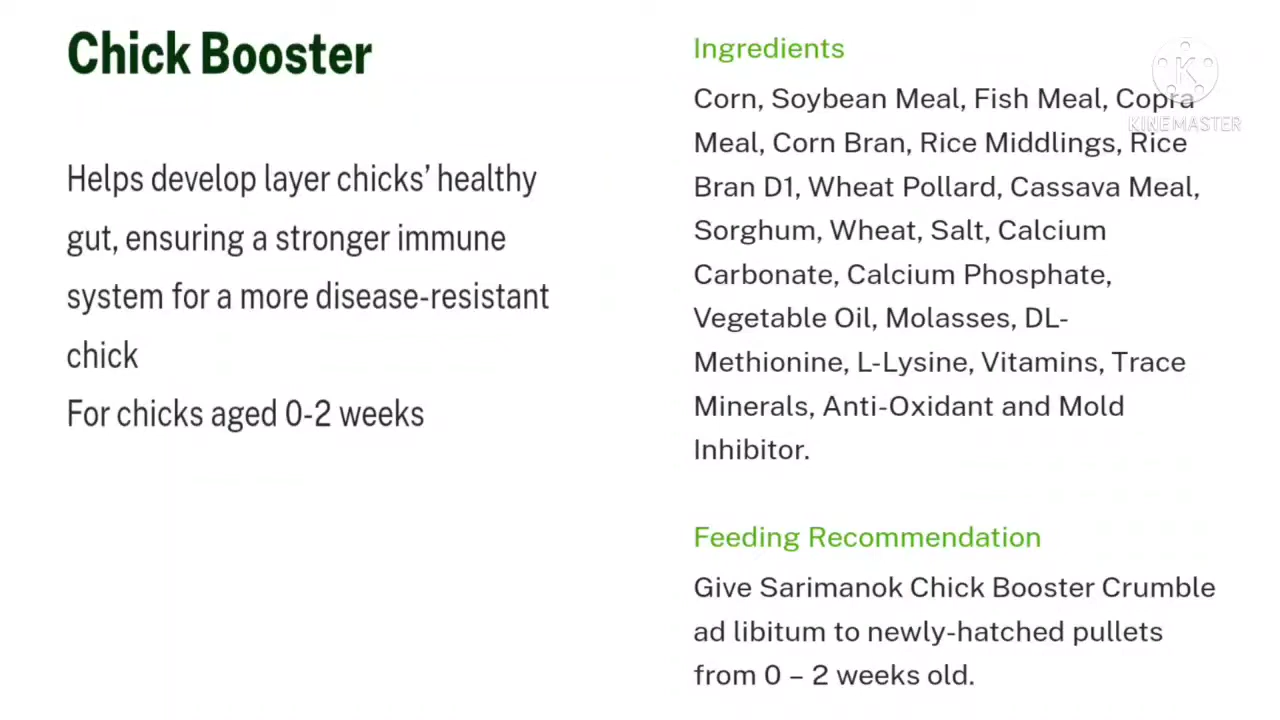 Chick Booster
Helps develop layer chicks’ healthy
gut, ensuring a stronger immune
system for a more disease-resistant
chick
For chicks aged 0-2 weeks
Ingredients
Corn, Soybean Meal, Fish Meal, Copra
Meal, Corn Bran, Rice Middlings, Rice
Bran D1, Wheat Pollard, Cassava Meal,
Sorghum, Wheat, Salt, Calcium
Carbonate, Calcium Phosphate,
Vegetable Oil, Molasses, DL-
Methionine, L-Lysine, Vitamins, Trace
Minerals, Anti-Oxidant and Mold
Inhibitor.
Feeding Recommendation
Give Sarimanok Chick Booster Crumble
ad libitum to newly-hatched pullets
from 0 – 2 weeks old.
K
KINEMASTER